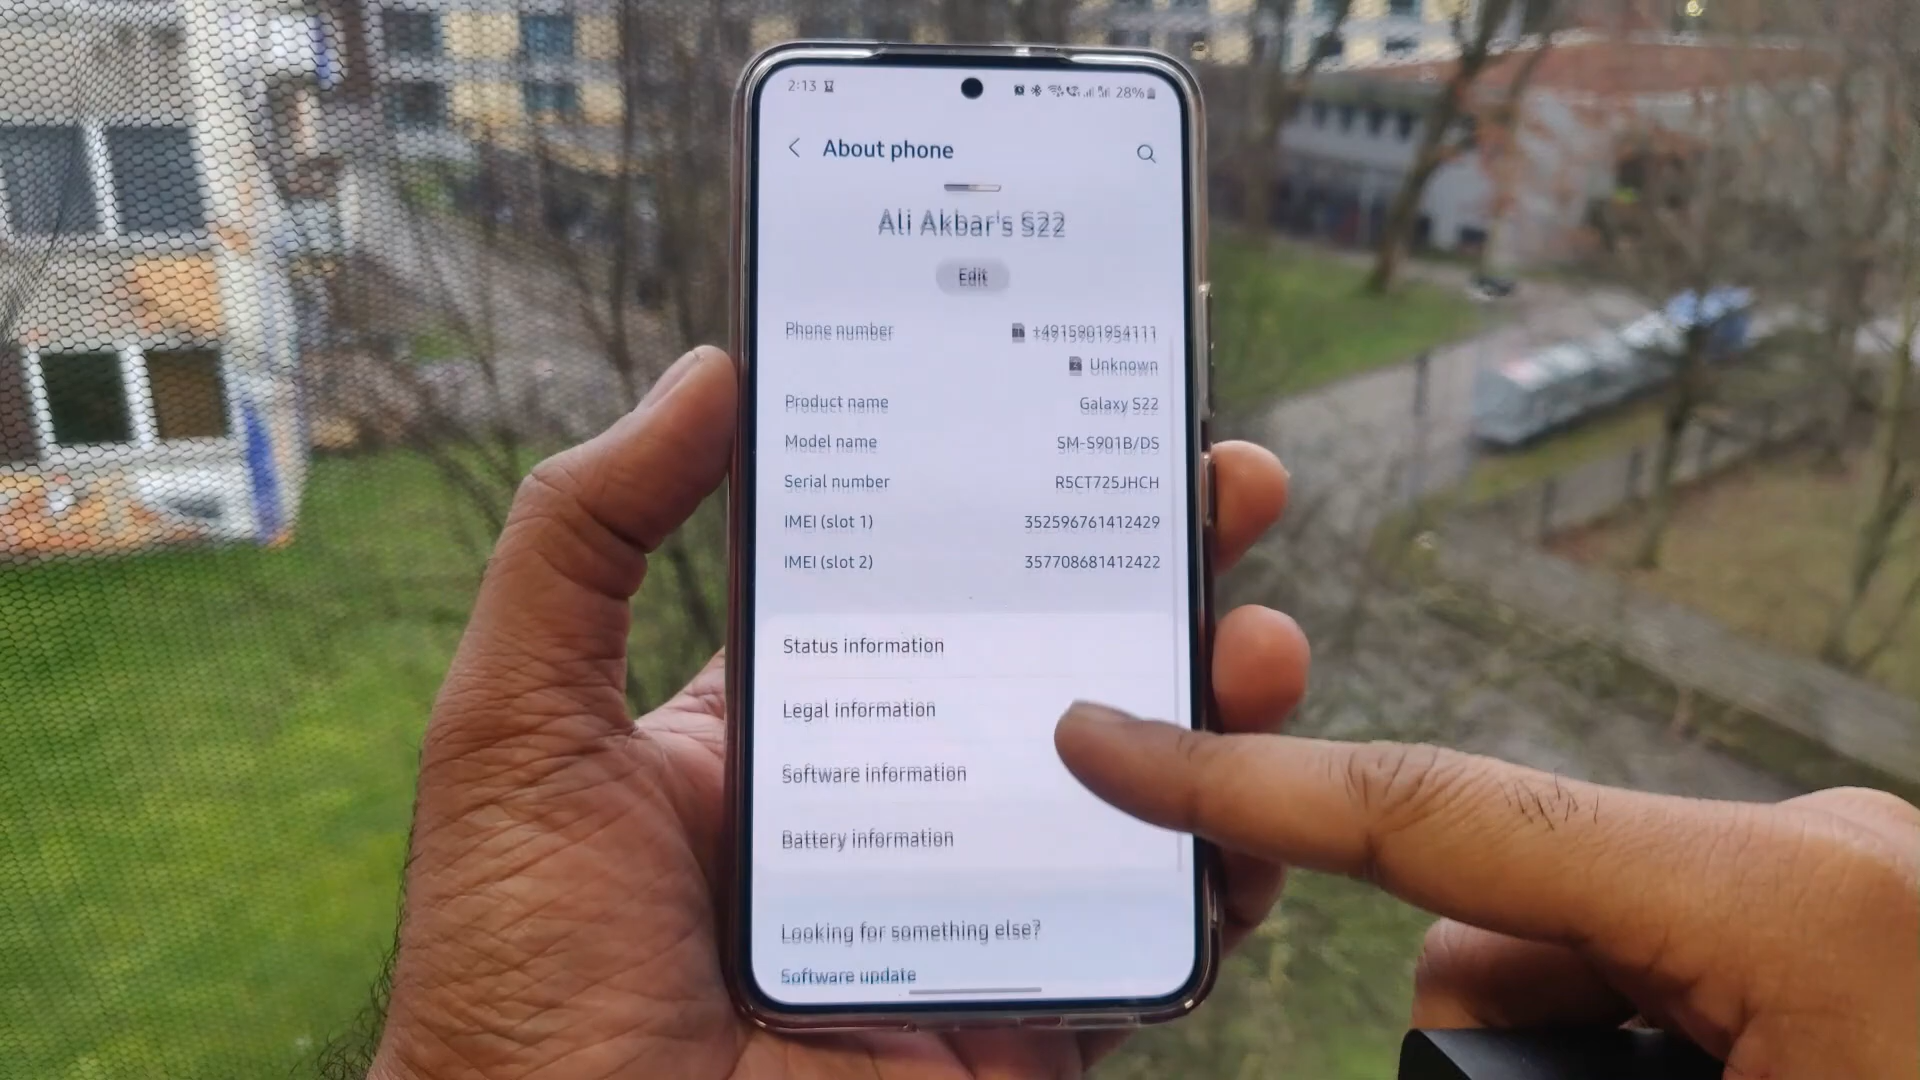 2:13 28%
About phone
Ali Akbar's S22
Edit
Phone number +4915901954111
Unknown
Product name Galaxy S22
Model name SM-S901B/DS
Serial number R5CT725JHCH
IMEI (slot 1) 352596761412429
IMEI (slot 2) 357708681412422
Status information
Legal information
Software information
Battery information
Looking for something else?
Software update